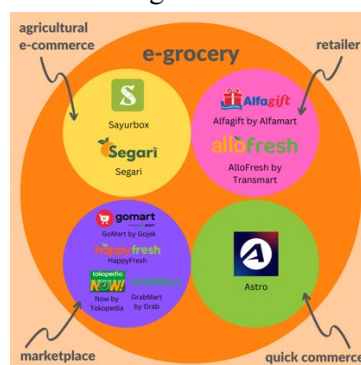 agricultural
e-commerce
e-grocery
retailer
S
Sayurbox
Segari
Segari
Alfagift
Alfagift by Alfamart
allofresh
AlloFresh by
Transmart
gomart
GoMart by Gojek
happyfresh
HappyFresh
tokopedia
NOW!
Now by
Tokopedia
GrabMart
GrabMart
by Grab
Astro
marketplace
quick commerce